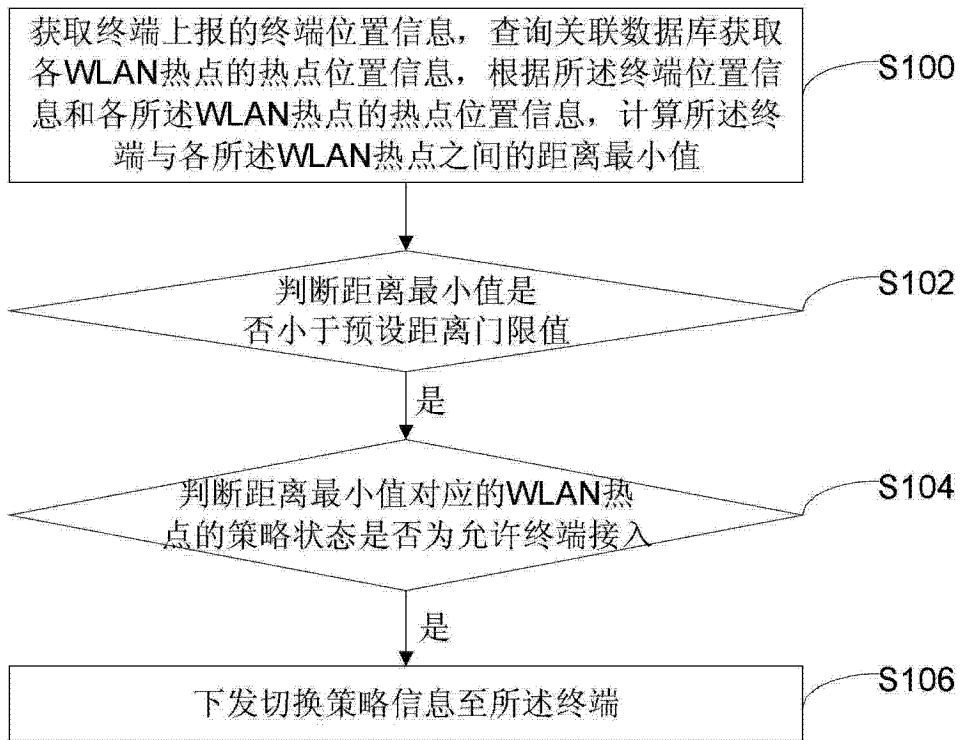 获取终端上报的终端位置信息，查询关联数据库获取
各WLAN热点的热点位置信息，根据所述终端位置信
息和各所述WLAN热点的热点位置信息，计算所述终
端与各所述WLAN热点之间的距离最小值
S100
判断距离最小值是
否小于预设距离门限值
S102
是
判断距离最小值对应的WLAN热
点的策略状态是否为允许终端接入
S104
是
下发切换策略信息至所述终端
S106